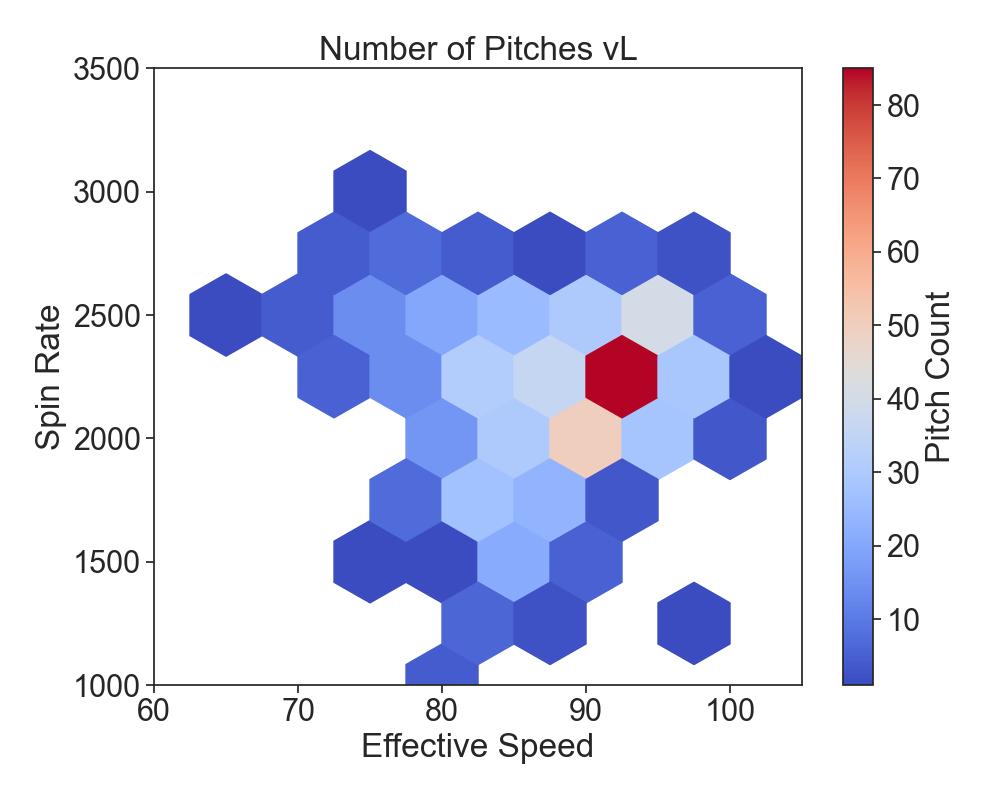 Number of Pitches vL
3500
3000
2500
2000
1500
1000
Spin Rate
60 70 80 90 100
Effective Speed
80
70
60
50
40
30
20
10
Pitch Count